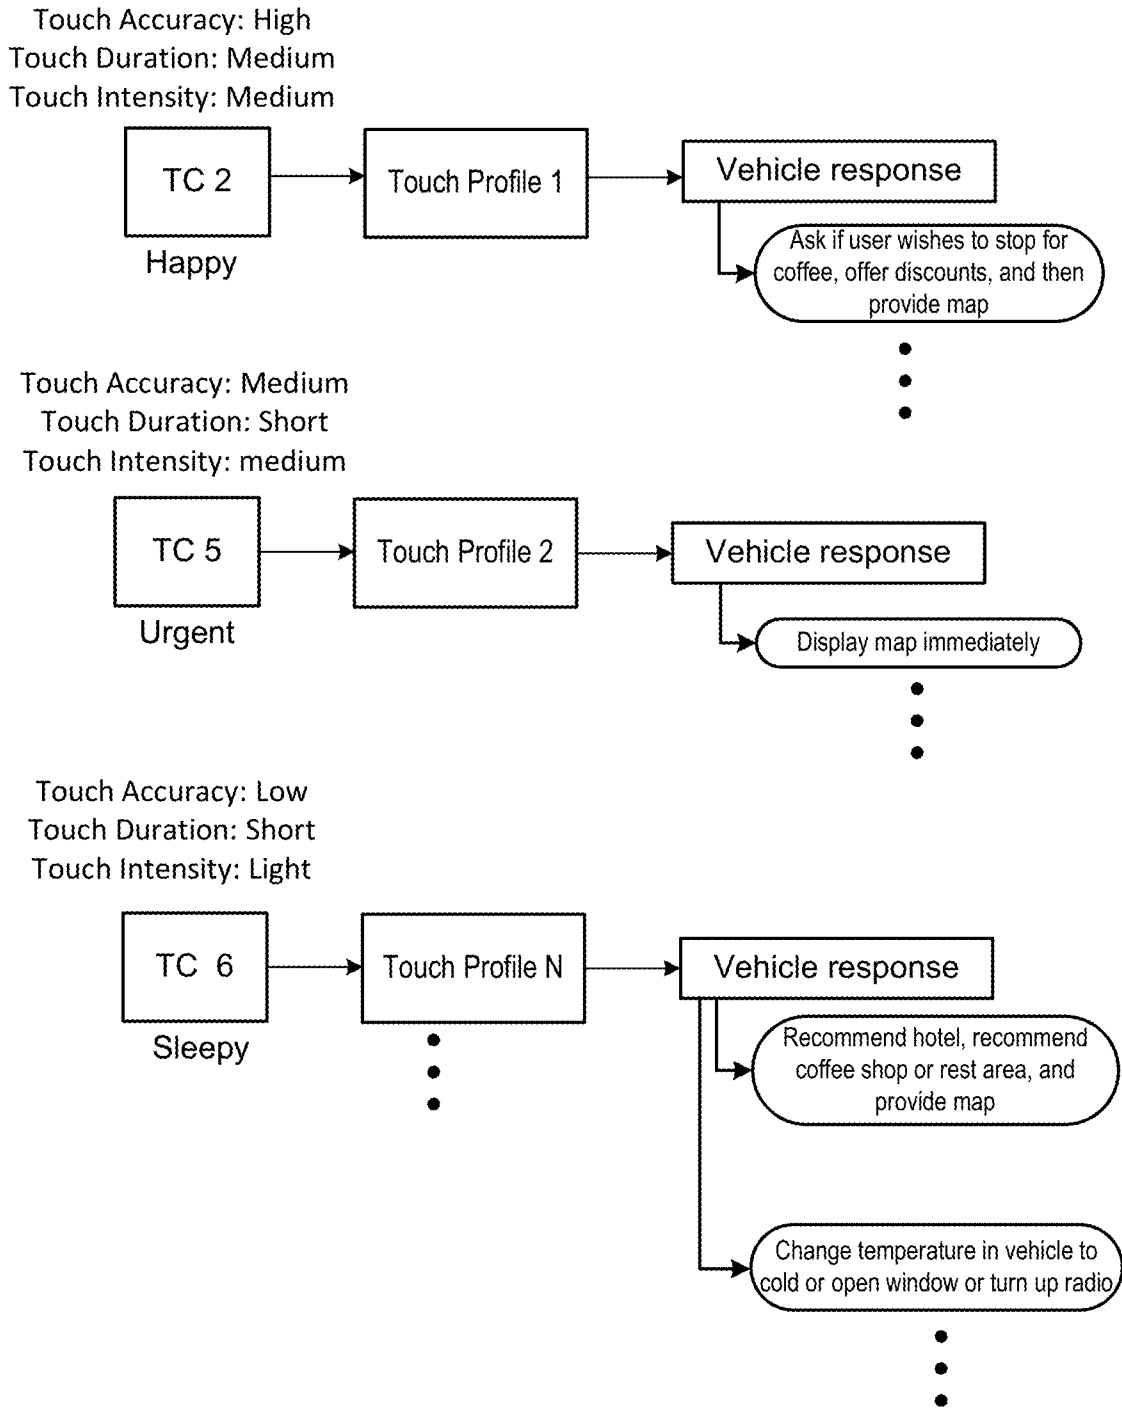 Touch Accuracy: High
Touch Duration: Medium
Touch Intensity: Medium
TC 2
Happy
Touch Profile 1
Vehicle response
Ask if user wishes to stop for
coffee, offer discounts, and then
provide map
Touch Accuracy: Medium
Touch Duration: Short
Touch Intensity: medium
TC 5
Urgent
Touch Profile 2
Vehicle response
Display map immediately
Touch Accuracy: Low
Touch Duration: Short
Touch Intensity: Light
TC 6
Sleepy
Touch Profile N
Vehicle response
Recommend hotel, recommend
coffee shop or rest area, and
provide map
Change temperature in vehicle to
cold or open window or turn up radio